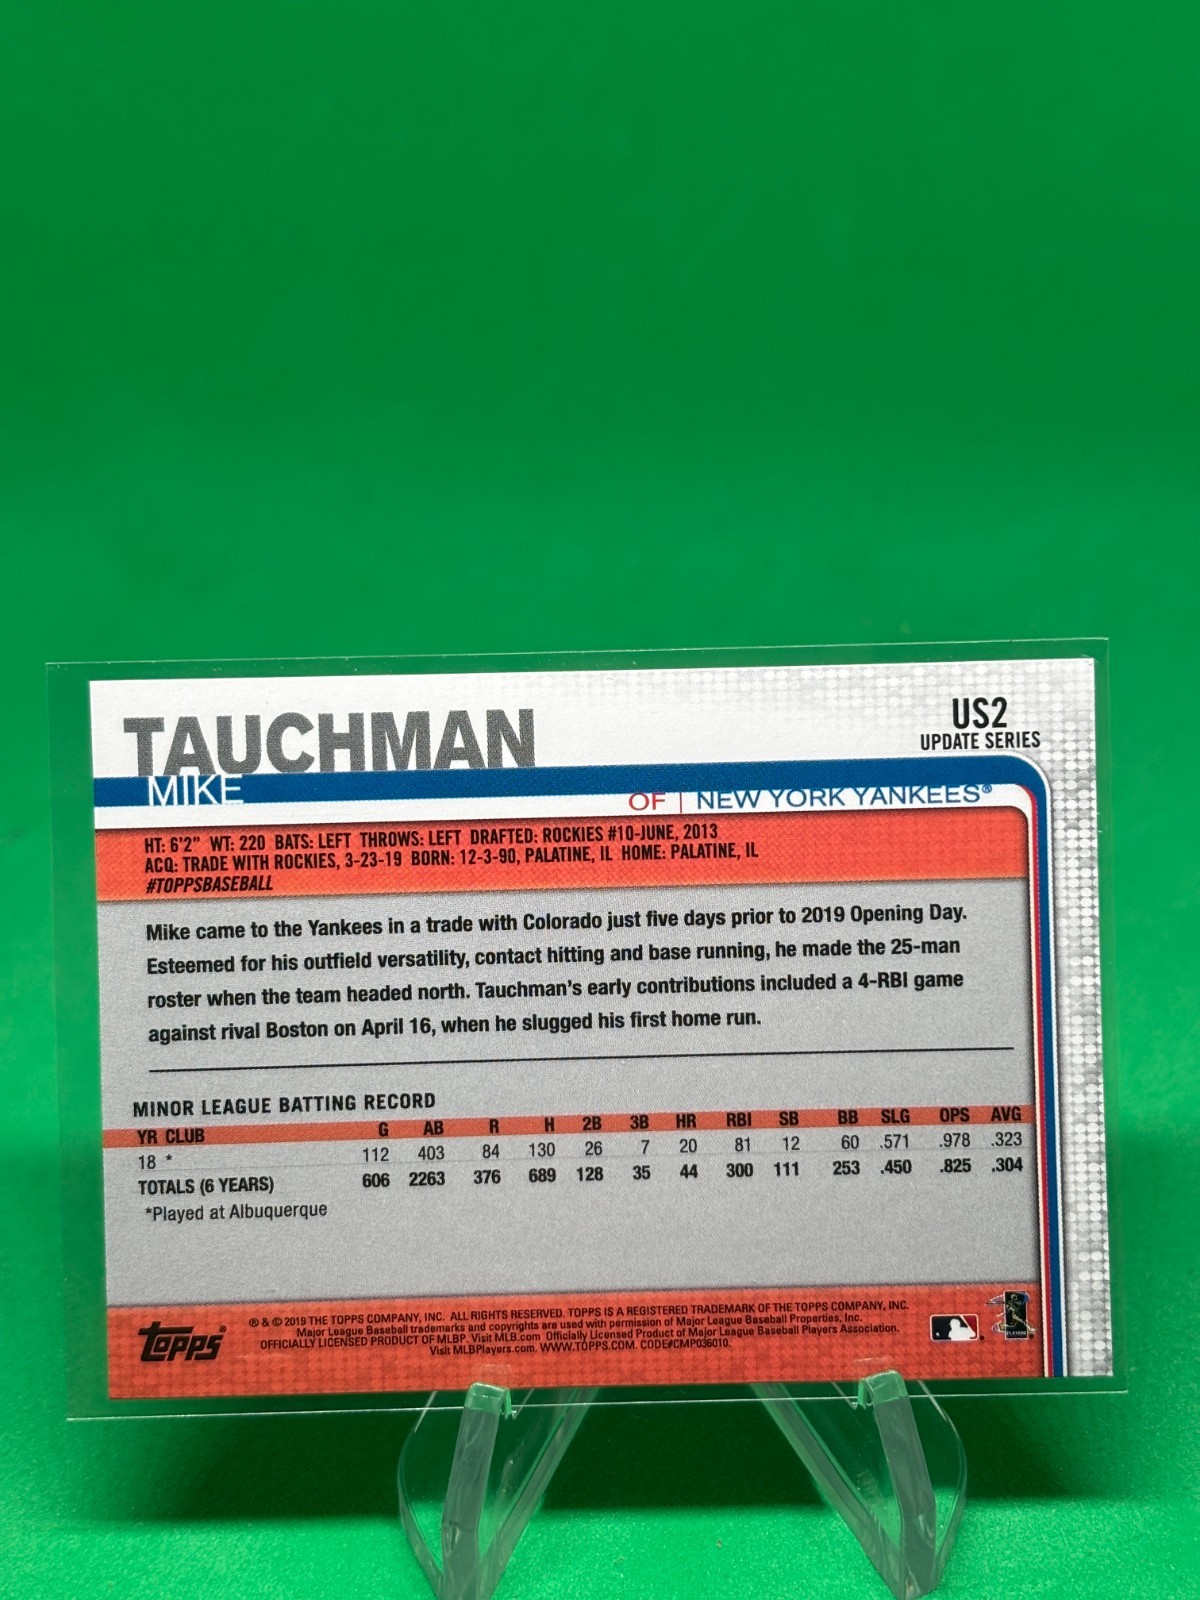 TAUCHMAN
MIKE
US2
UPDATE SERIES
OF | NEW YORK YANKEES®
HT: 6'2" WT: 220 BATS: LEFT THROWS: LEFT DRAFTED: ROCKIES #10-JUNE, 2013
ACQ: TRADE WITH ROCKIES, 3-23-19 BORN: 12-3-90, PALATINE, IL HOME: PALATINE, IL
#TOPPSBASEBALL
Mike came to the Yankees in a trade with Colorado just five days prior to 2019 Opening Day.
Esteemed for his outfield versatility, contact hitting and base running, he made the 25-man
roster when the team headed north. Tauchman's early contributions included a 4-RBI game
against rival Boston on April 16, when he slugged his first home run.
MINOR LEAGUE BATTING RECORD
YR CLUB G AB R H 2B 3B HR RBI SB BB SLG OPS AVG
18 * 112 403 84 130 26 7 20 81 12 60 .571 .978 .323
TOTALS (6 YEARS) 606 2263 376 689 128 35 44 300 111 253 .450 .825 .304
*Played at Albuquerque
TOPPS®
® & © 2019 THE TOPPS COMPANY, INC. ALL RIGHTS RESERVED. TOPPS IS A REGISTERED TRADEMARK OF THE TOPPS COMPANY, INC.
Major League Baseball trademarks and copyrights are used with permission of Major League Baseball Properties, Inc.
OFFICIALLY LICENSED PRODUCT OF MLBP. Visit MLB.com Officially Licensed Product of Major League Baseball Players Association.
Visit MLBPlayers.com. WWW.TOPPS.COM. CODE#CMP036010.
PLAYERS